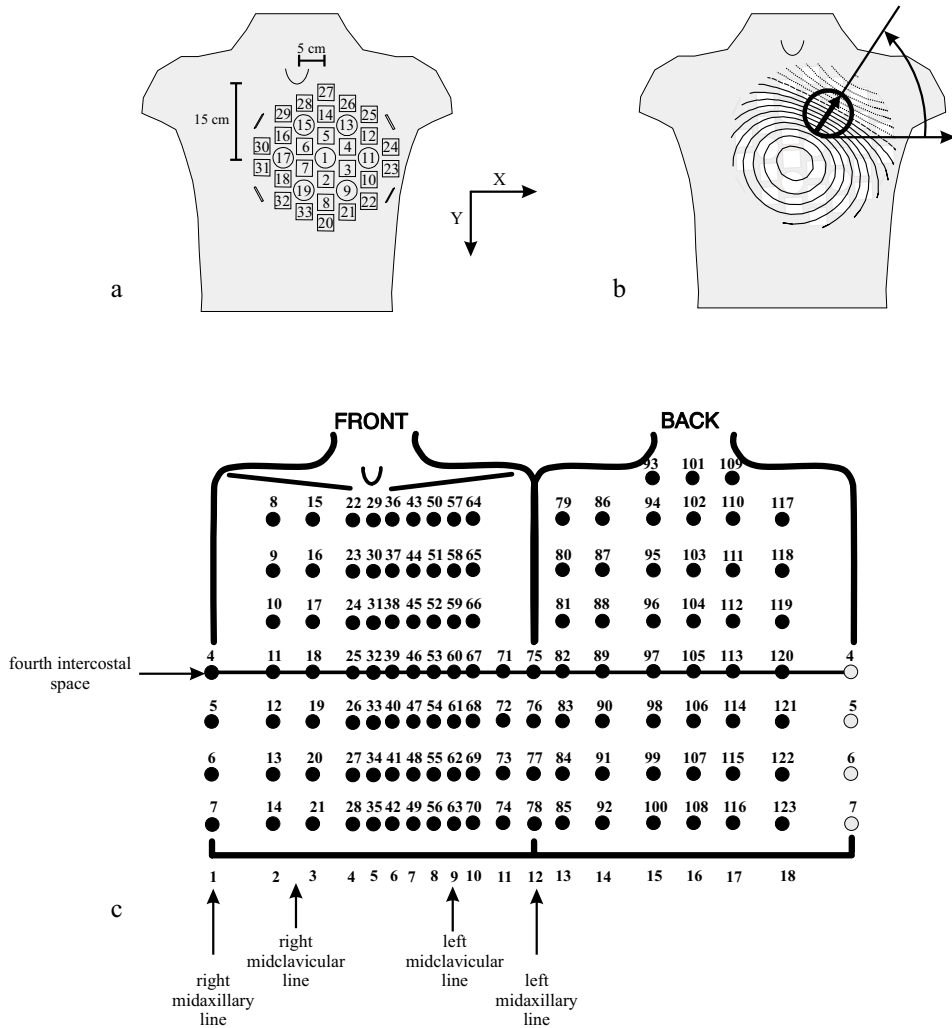 5 cm
15 cm
27
28 26
29 14 25
15 13
16 5 12
30 6 4 24
17 1 11
31 7 3 23
18 2 10
19 9
32 8 22
33 21
20
X
Y
a
b
FRONT BACK
93 101 109
8 15 22 29 36 43 50 57 64 79 86 94 102 110 117
9 16 23 30 37 44 51 58 65 80 87 95 103 111 118
10 17 24 31 38 45 52 59 66 81 88 96 104 112 119
fourth intercostal
space
4 11 18 25 32 39 46 53 60 67 71 75 82 89 97 105 113 120 4
5 12 19 26 33 40 47 54 61 68 72 76 83 90 98 106 114 121 5
6 13 20 27 34 41 48 55 62 69 73 77 84 91 99 107 115 122 6
7 14 21 28 35 42 49 56 63 70 74 78 85 92 100 108 116 123 7
1 2 3 4 5 6 7 8 9 10 11 12 13 14 15 16 17 18
c
right
midclavicular
line
left
midclavicular
line
right
midaxillary
line
left
midaxillary
line